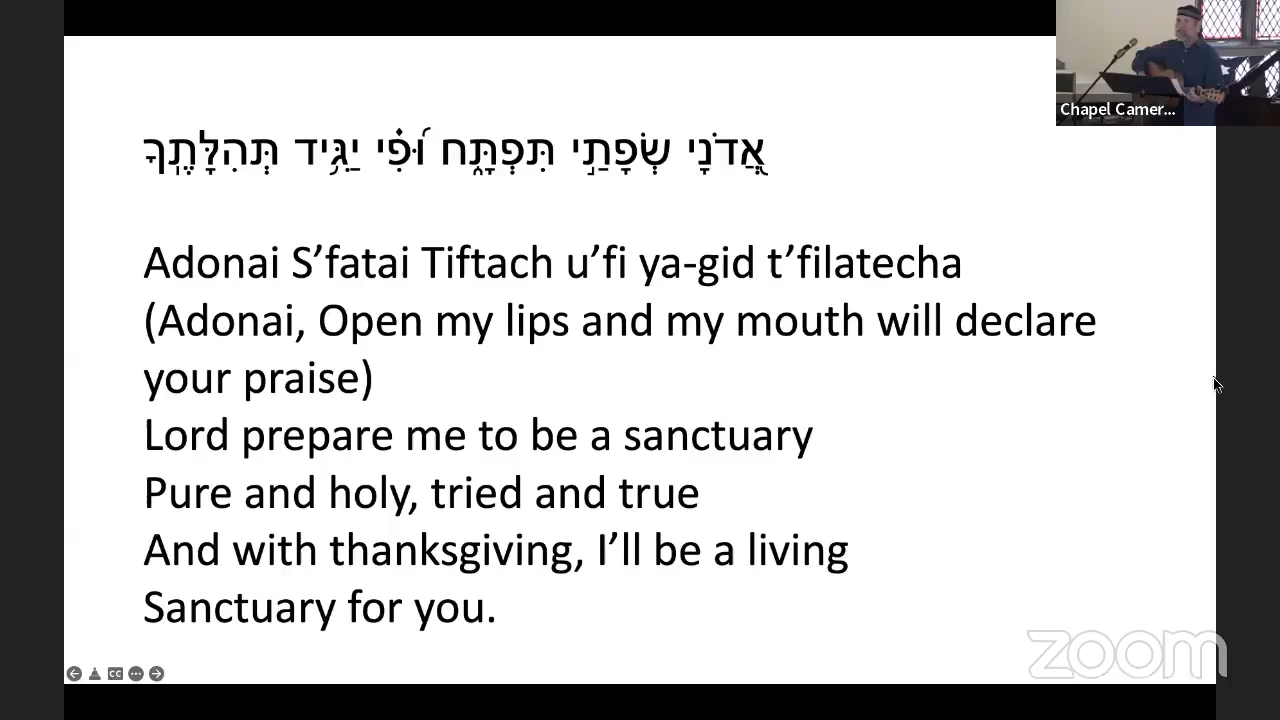 Chapel Camer...
אֲ֭דֹנָי שְׂפָתַ֣י תִּפְתָּ֑ח וּ֝פִ֗י יַגִּ֥יד תְּהִלָּתֶֽךָ
Adonai S’fatai Tiftach u’fi ya-gid t’filatecha
(Adonai, Open my lips and my mouth will declare
your praise)
Lord prepare me to be a sanctuary
Pure and holy, tried and true
And with thanksgiving, I’ll be a living
Sanctuary for you.
CC
zoom